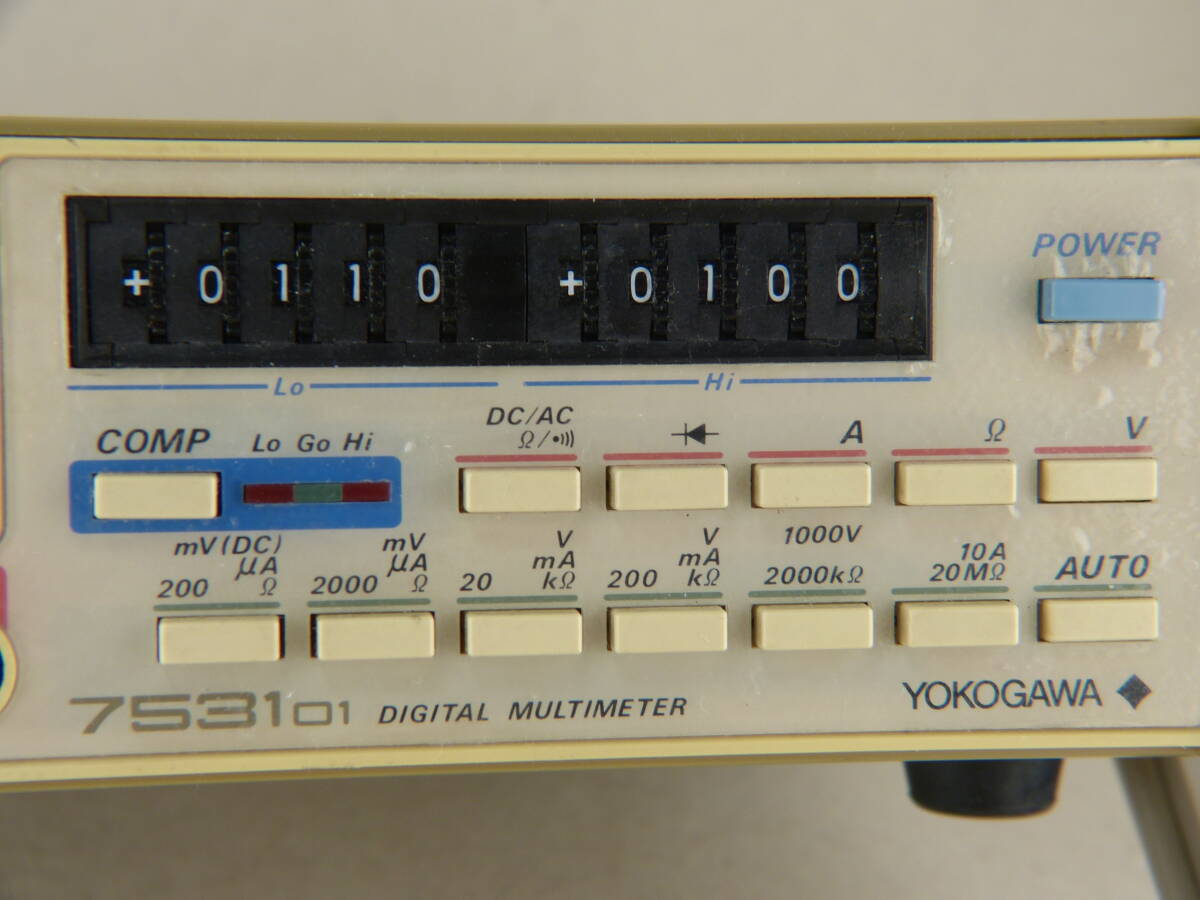 +0110 +0100
POWER
Lo Hi
COMP Lo Go Hi
DC/AC
Ω/•))) A Ω V
mV(DC) mV V V 1000V
μA μA mA mA 10A
200 Ω 2000 Ω 20 kΩ 200 kΩ 2000kΩ 20MΩ AUTO
753101 DIGITAL MULTIMETER YOKOGAWA